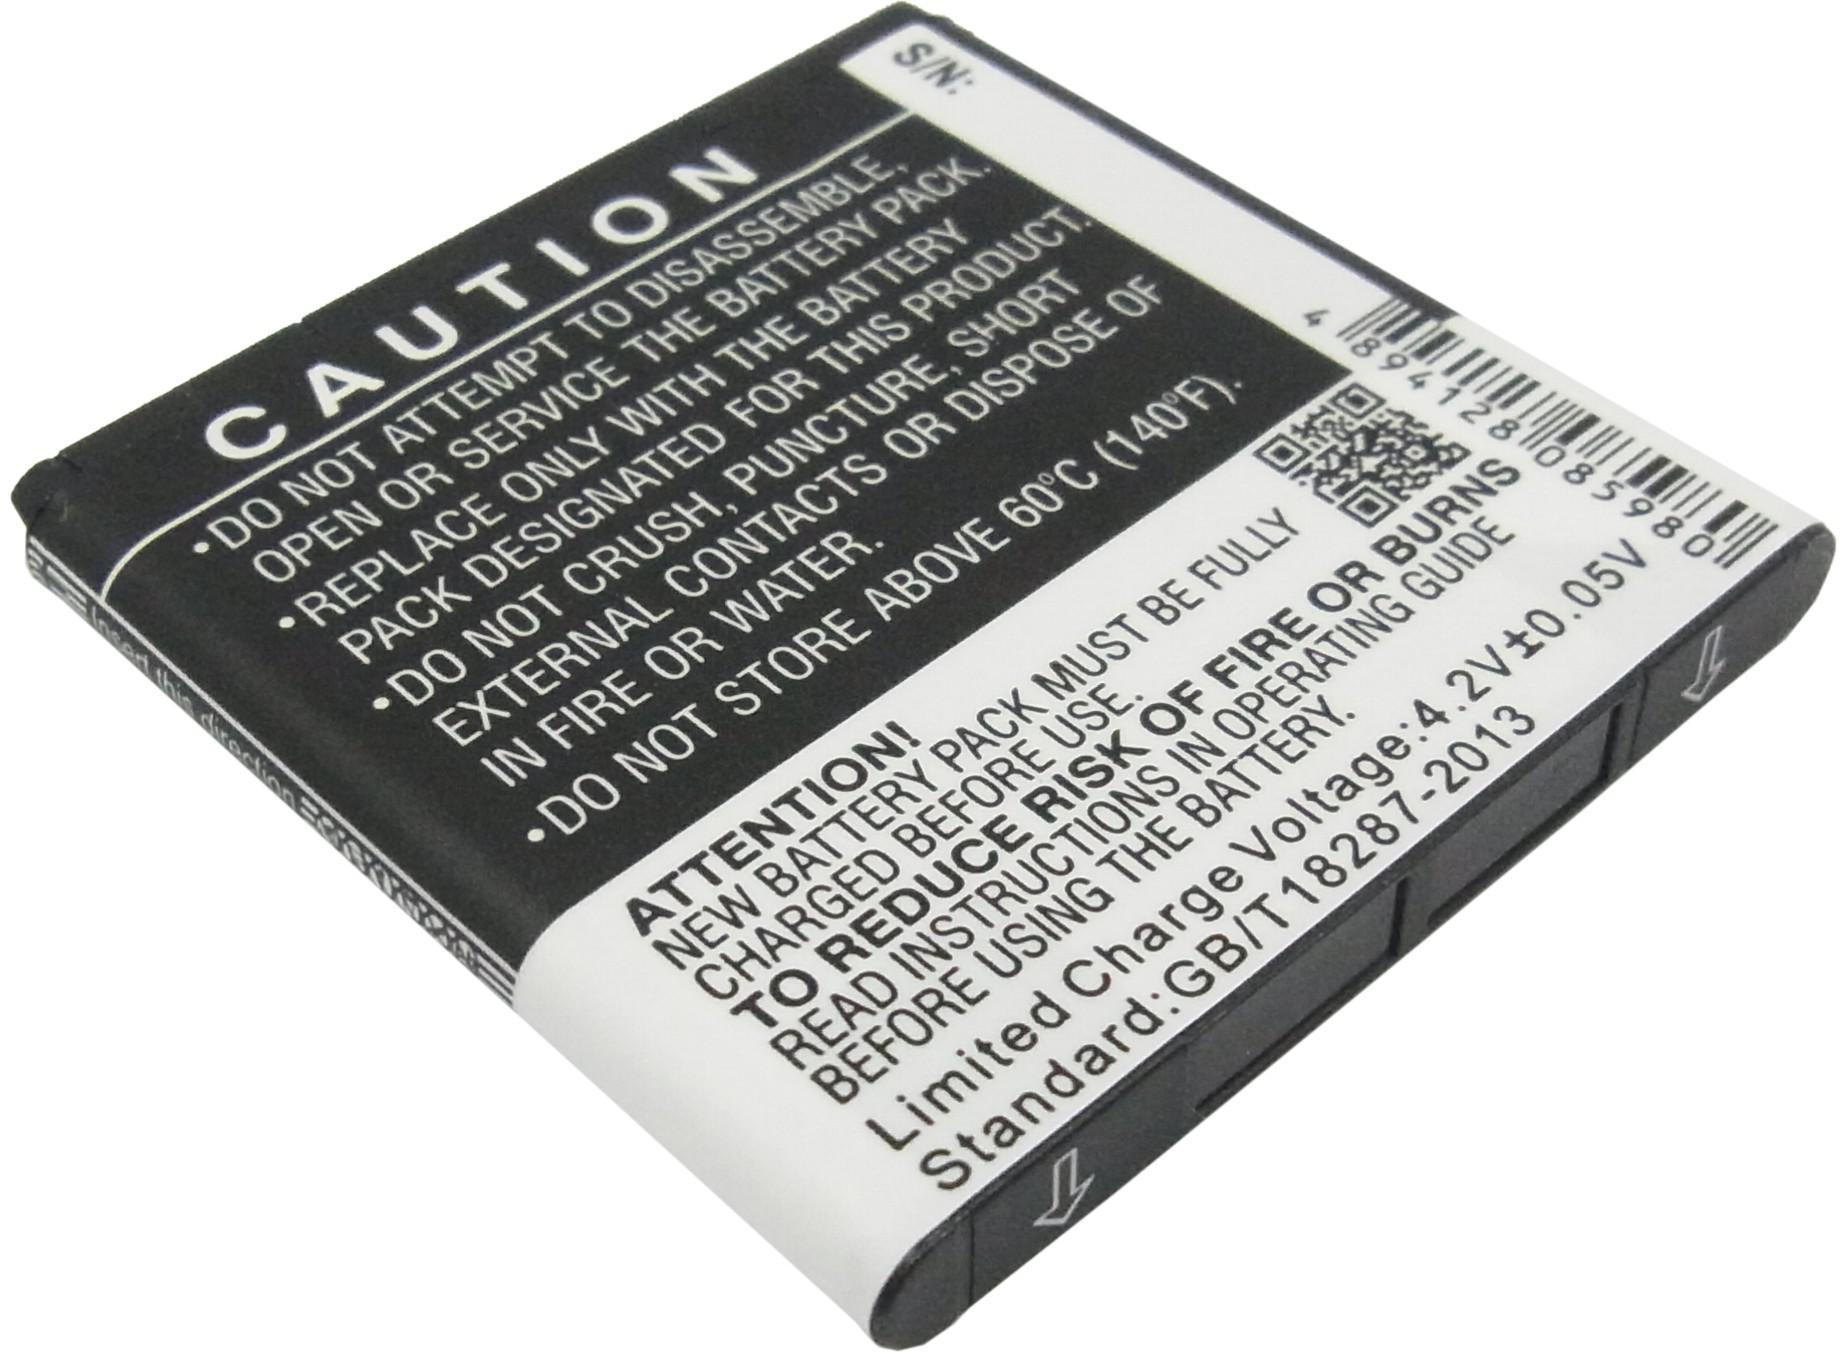 S/N:
CAUTION
•DO NOT ATTEMPT TO DISASSEMBLE,
OPEN OR SERVICE THE BATTERY PACK.
•REPLACE ONLY WITH THE BATTERY
PACK DESIGNATED FOR THIS PRODUCT.
•DO NOT CRUSH, PUNCTURE, SHORT
EXTERNAL CONTACTS OR DISPOSE OF
IN FIRE OR WATER.
•DO NOT STORE ABOVE 60°C (140°F).
4 894128 085980
ATTENTION!
NEW BATTERY PACK MUST BE FULLY
CHARGED BEFORE USE.
TO REDUCE RISK OF FIRE OR BURNS
READ INSTRUCTIONS IN OPERATING GUIDE
BEFORE USING THE BATTERY.
Limited Charge Voltage:4.2V±0.05V
Standard:GB/T18287-2013
Insert this direction